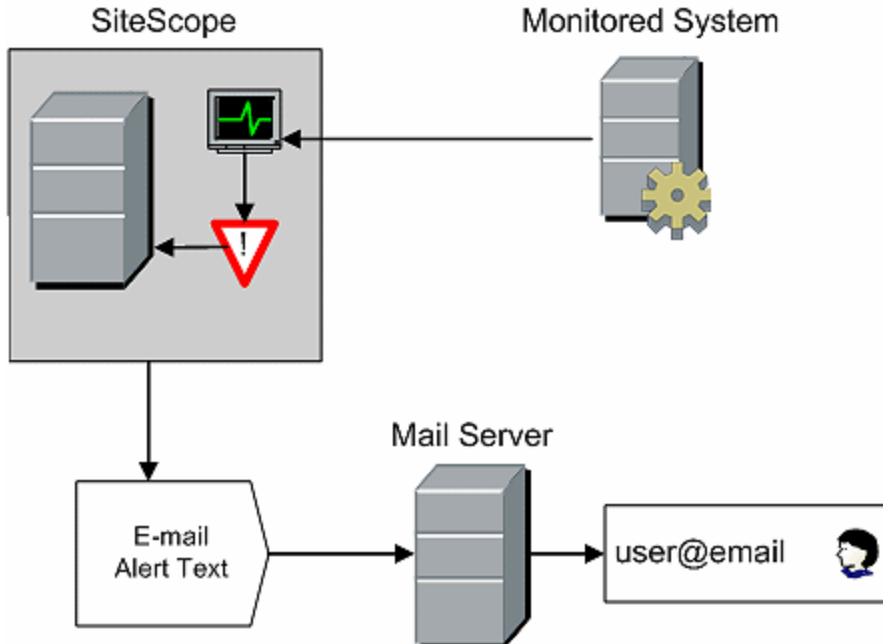 SiteScope
Monitored System
!
Mail Server
E-mail
Alert Text
user@email